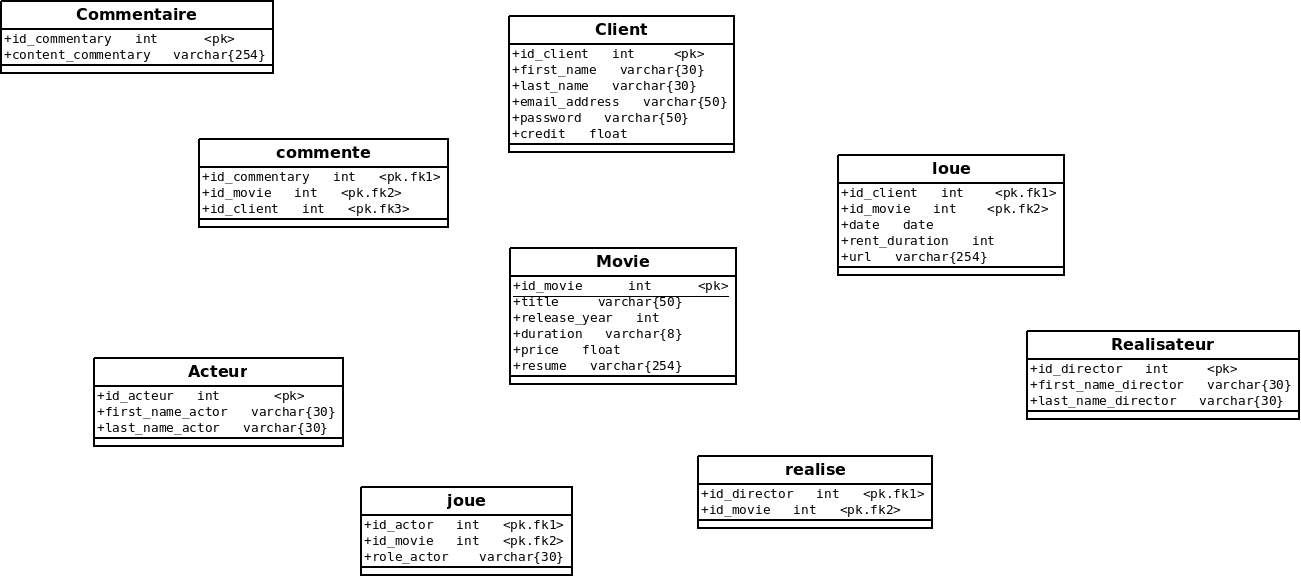 Commentaire
+id_commentary int <pk>
+content_commentary varchar{254}
Client
+id_client int <pk>
+first_name varchar{30}
+last_name varchar{30}
+email_address varchar{50}
+password varchar{50}
+credit float
commente
+id_commentary int <pk.fk1>
+id_movie int <pk.fk2>
+id_client int <pk.fk3>
loue
+id_client int <pk.fk1>
+id_movie int <pk.fk2>
+date date
+rent_duration int
+url varchar{254}
Movie
+id_movie int <pk>
+title varchar{50}
+release_year int
+duration varchar{8}
+price float
+resume varchar{254}
Realisateur
+id_director int <pk>
+first_name_director varchar{30}
+last_name_director varchar{30}
Acteur
+id_acteur int <pk>
+first_name_actor varchar{30}
+last_name_actor varchar{30}
realise
+id_director int <pk.fk1>
+id_movie int <pk.fk2>
joue
+id_actor int <pk.fk1>
+id_movie int <pk.fk2>
+role_actor varchar{30}